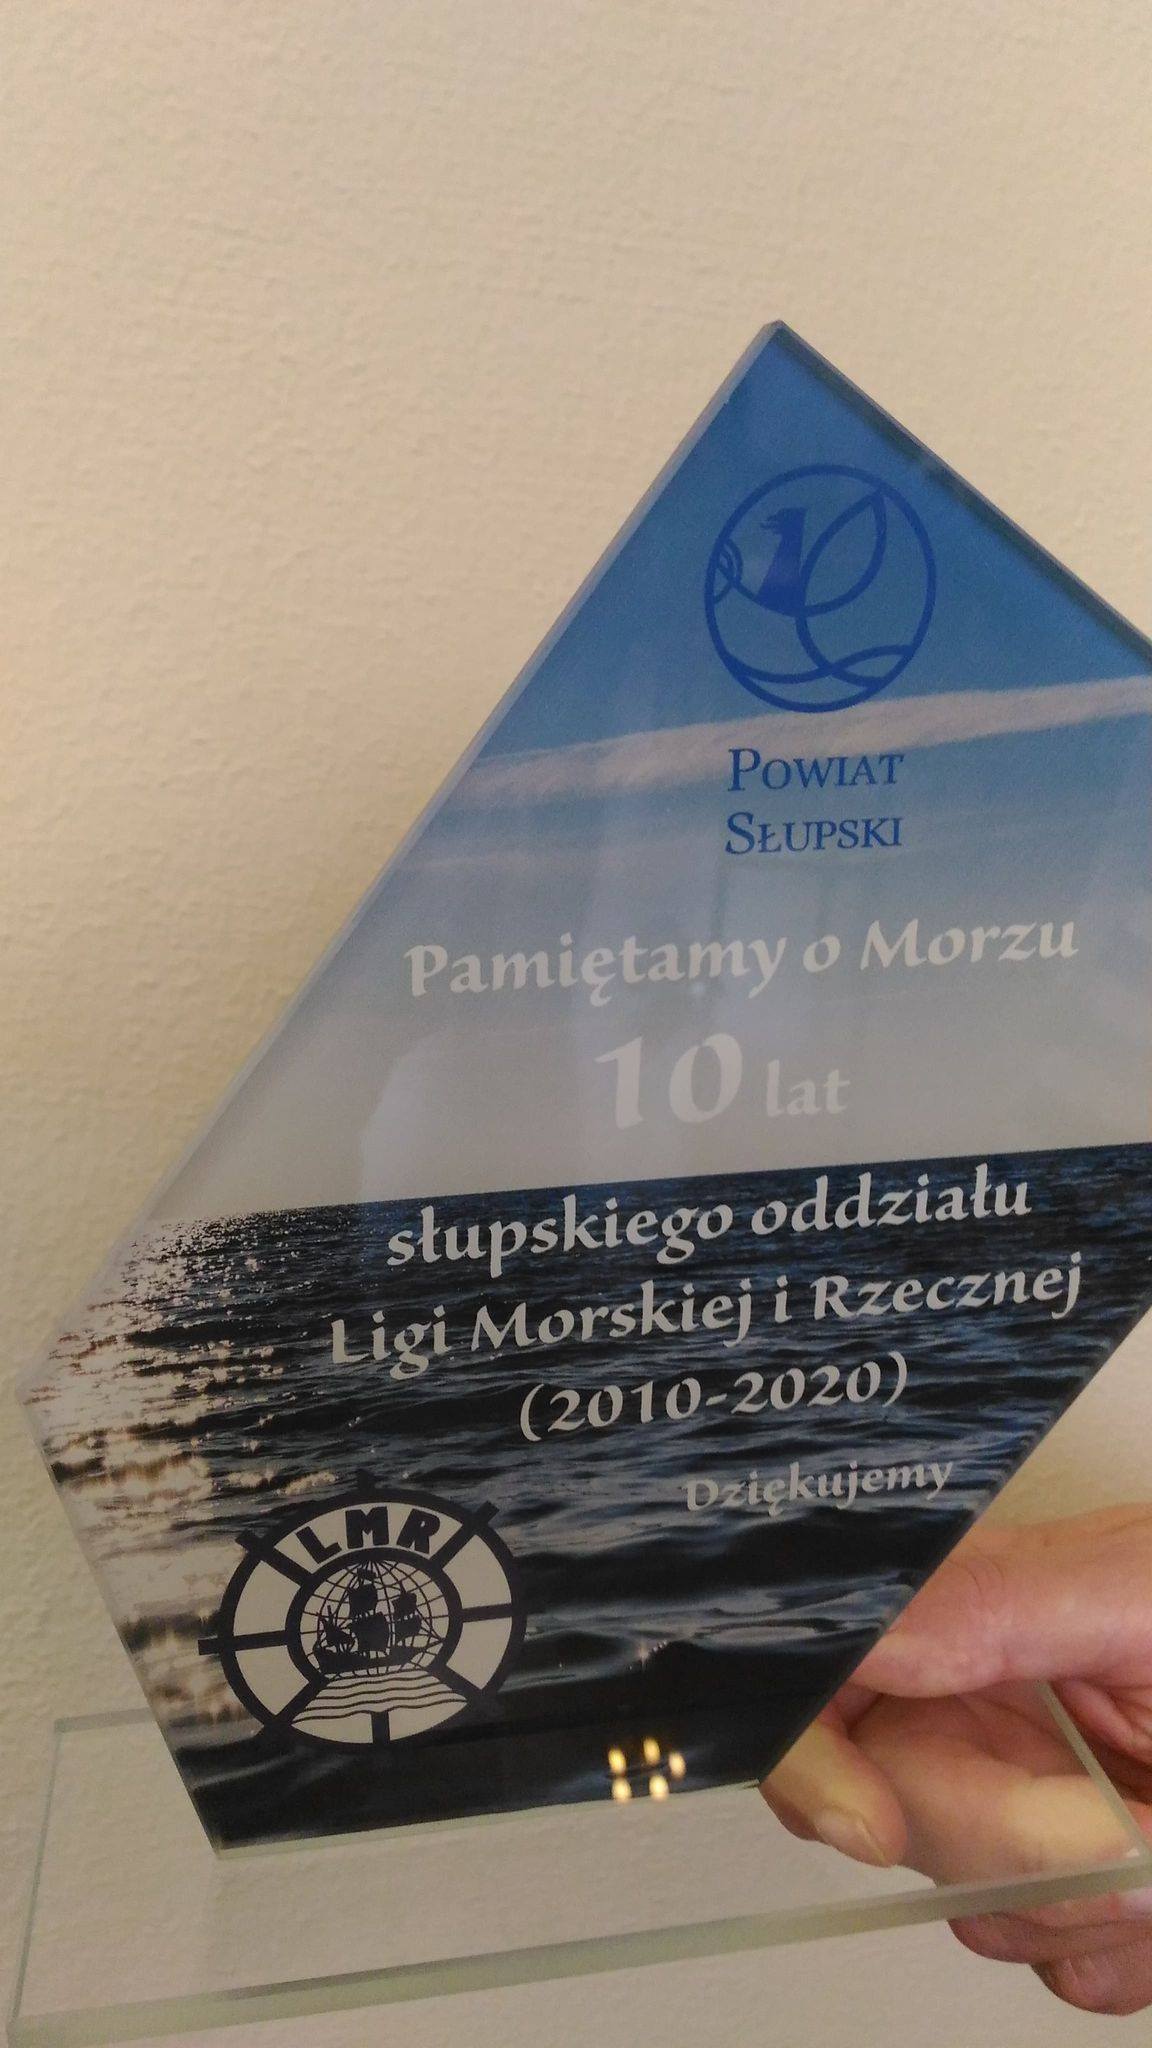 POWIAT
SŁUPSKI
Pamiętamy o Morzu
10 lat
słupskiego oddziału
Ligi Morskiej i Rzecznej
(2010-2020)
Dziękujemy
LMR